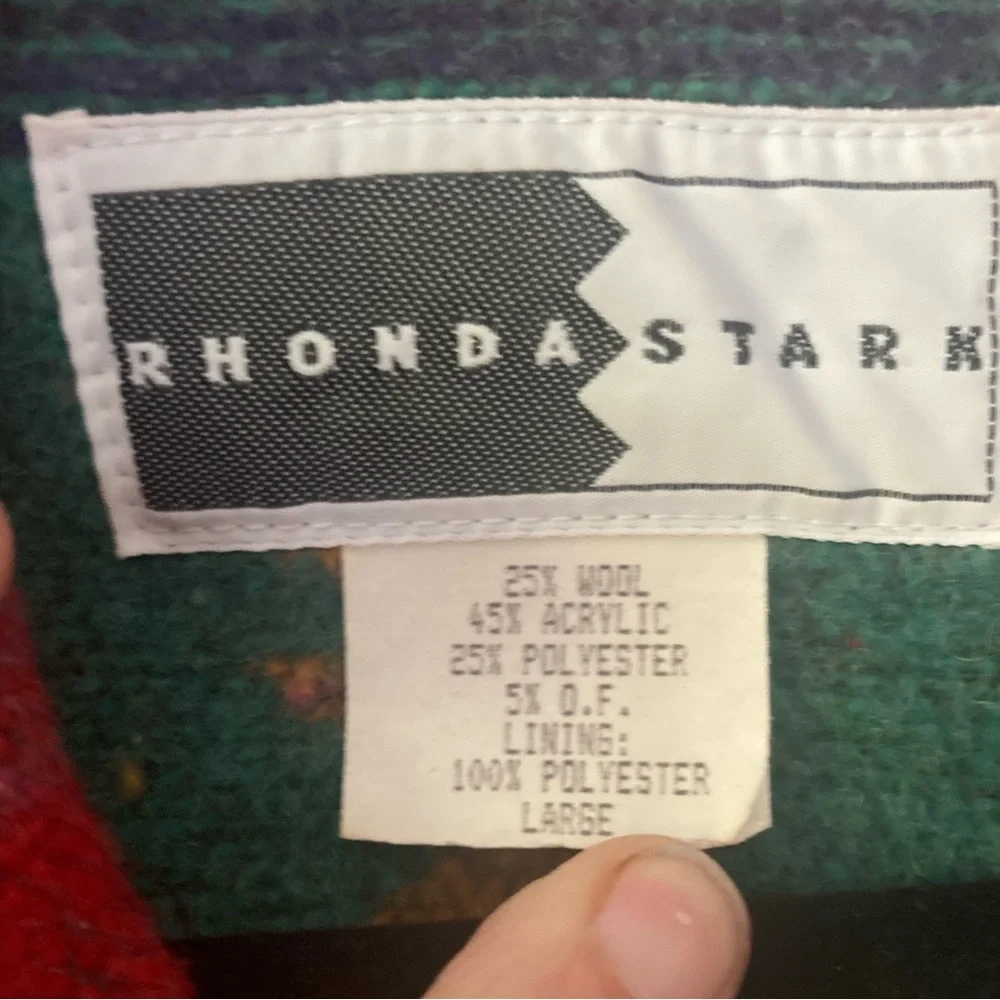 RHONDA STARK
25% WOOL
45% ACRYLIC
25% POLYESTER
5% O.F.
LINING:
100% POLYESTER
LARGE